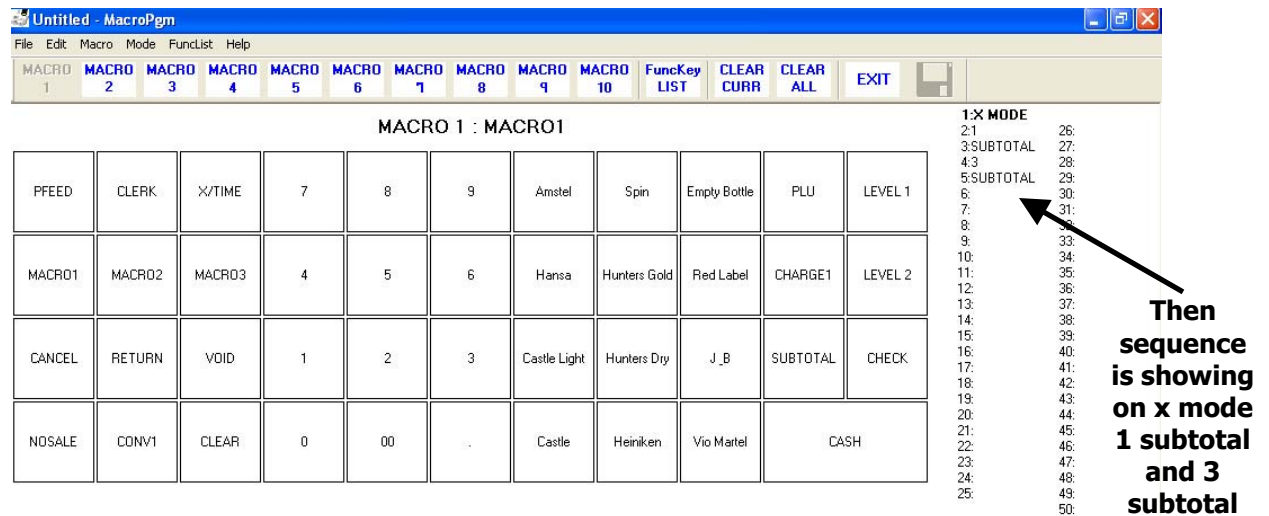 Untitled - MacroPgm
File Edit Macro Mode FuncList Help
MACRO 1 MACRO 2 MACRO 3 MACRO 4 MACRO 5 MACRO 6 MACRO 7 MACRO 8 MACRO 9 MACRO 10 FuncKey LIST CLEAR CURR CLEAR ALL EXIT
MACRO 1 : MACRO1
PFEED CLERK X/TIME 7 8 9 Amstel Spin Empty Bottle PLU LEVEL 1
MACRO1 MACRO2 MACRO3 4 5 6 Hansa Hunters Gold Red Label CHARGE1 LEVEL 2
CANCEL RETURN VOID 1 2 3 Castle Light Hunters Dry J_B SUBTOTAL CHECK
NOSALE CONV1 CLEAR 0 00 . Castle Heiniken Vio Martel CASH
1:X MODE
2:1
3:SUBTOTAL
4:3
5:SUBTOTAL
6:
7:
8:
9:
10:
11:
12:
13:
14:
15:
16:
17:
18:
19:
20:
21:
22:
23:
24:
25:
26:
27:
28:
29:
30:
31:
32:
33:
34:
35:
36:
37:
38:
39:
40:
41:
42:
43:
44:
45:
46:
47:
48:
49:
50:
Then
sequence
is showing
on x mode
1 subtotal
and 3
subtotal